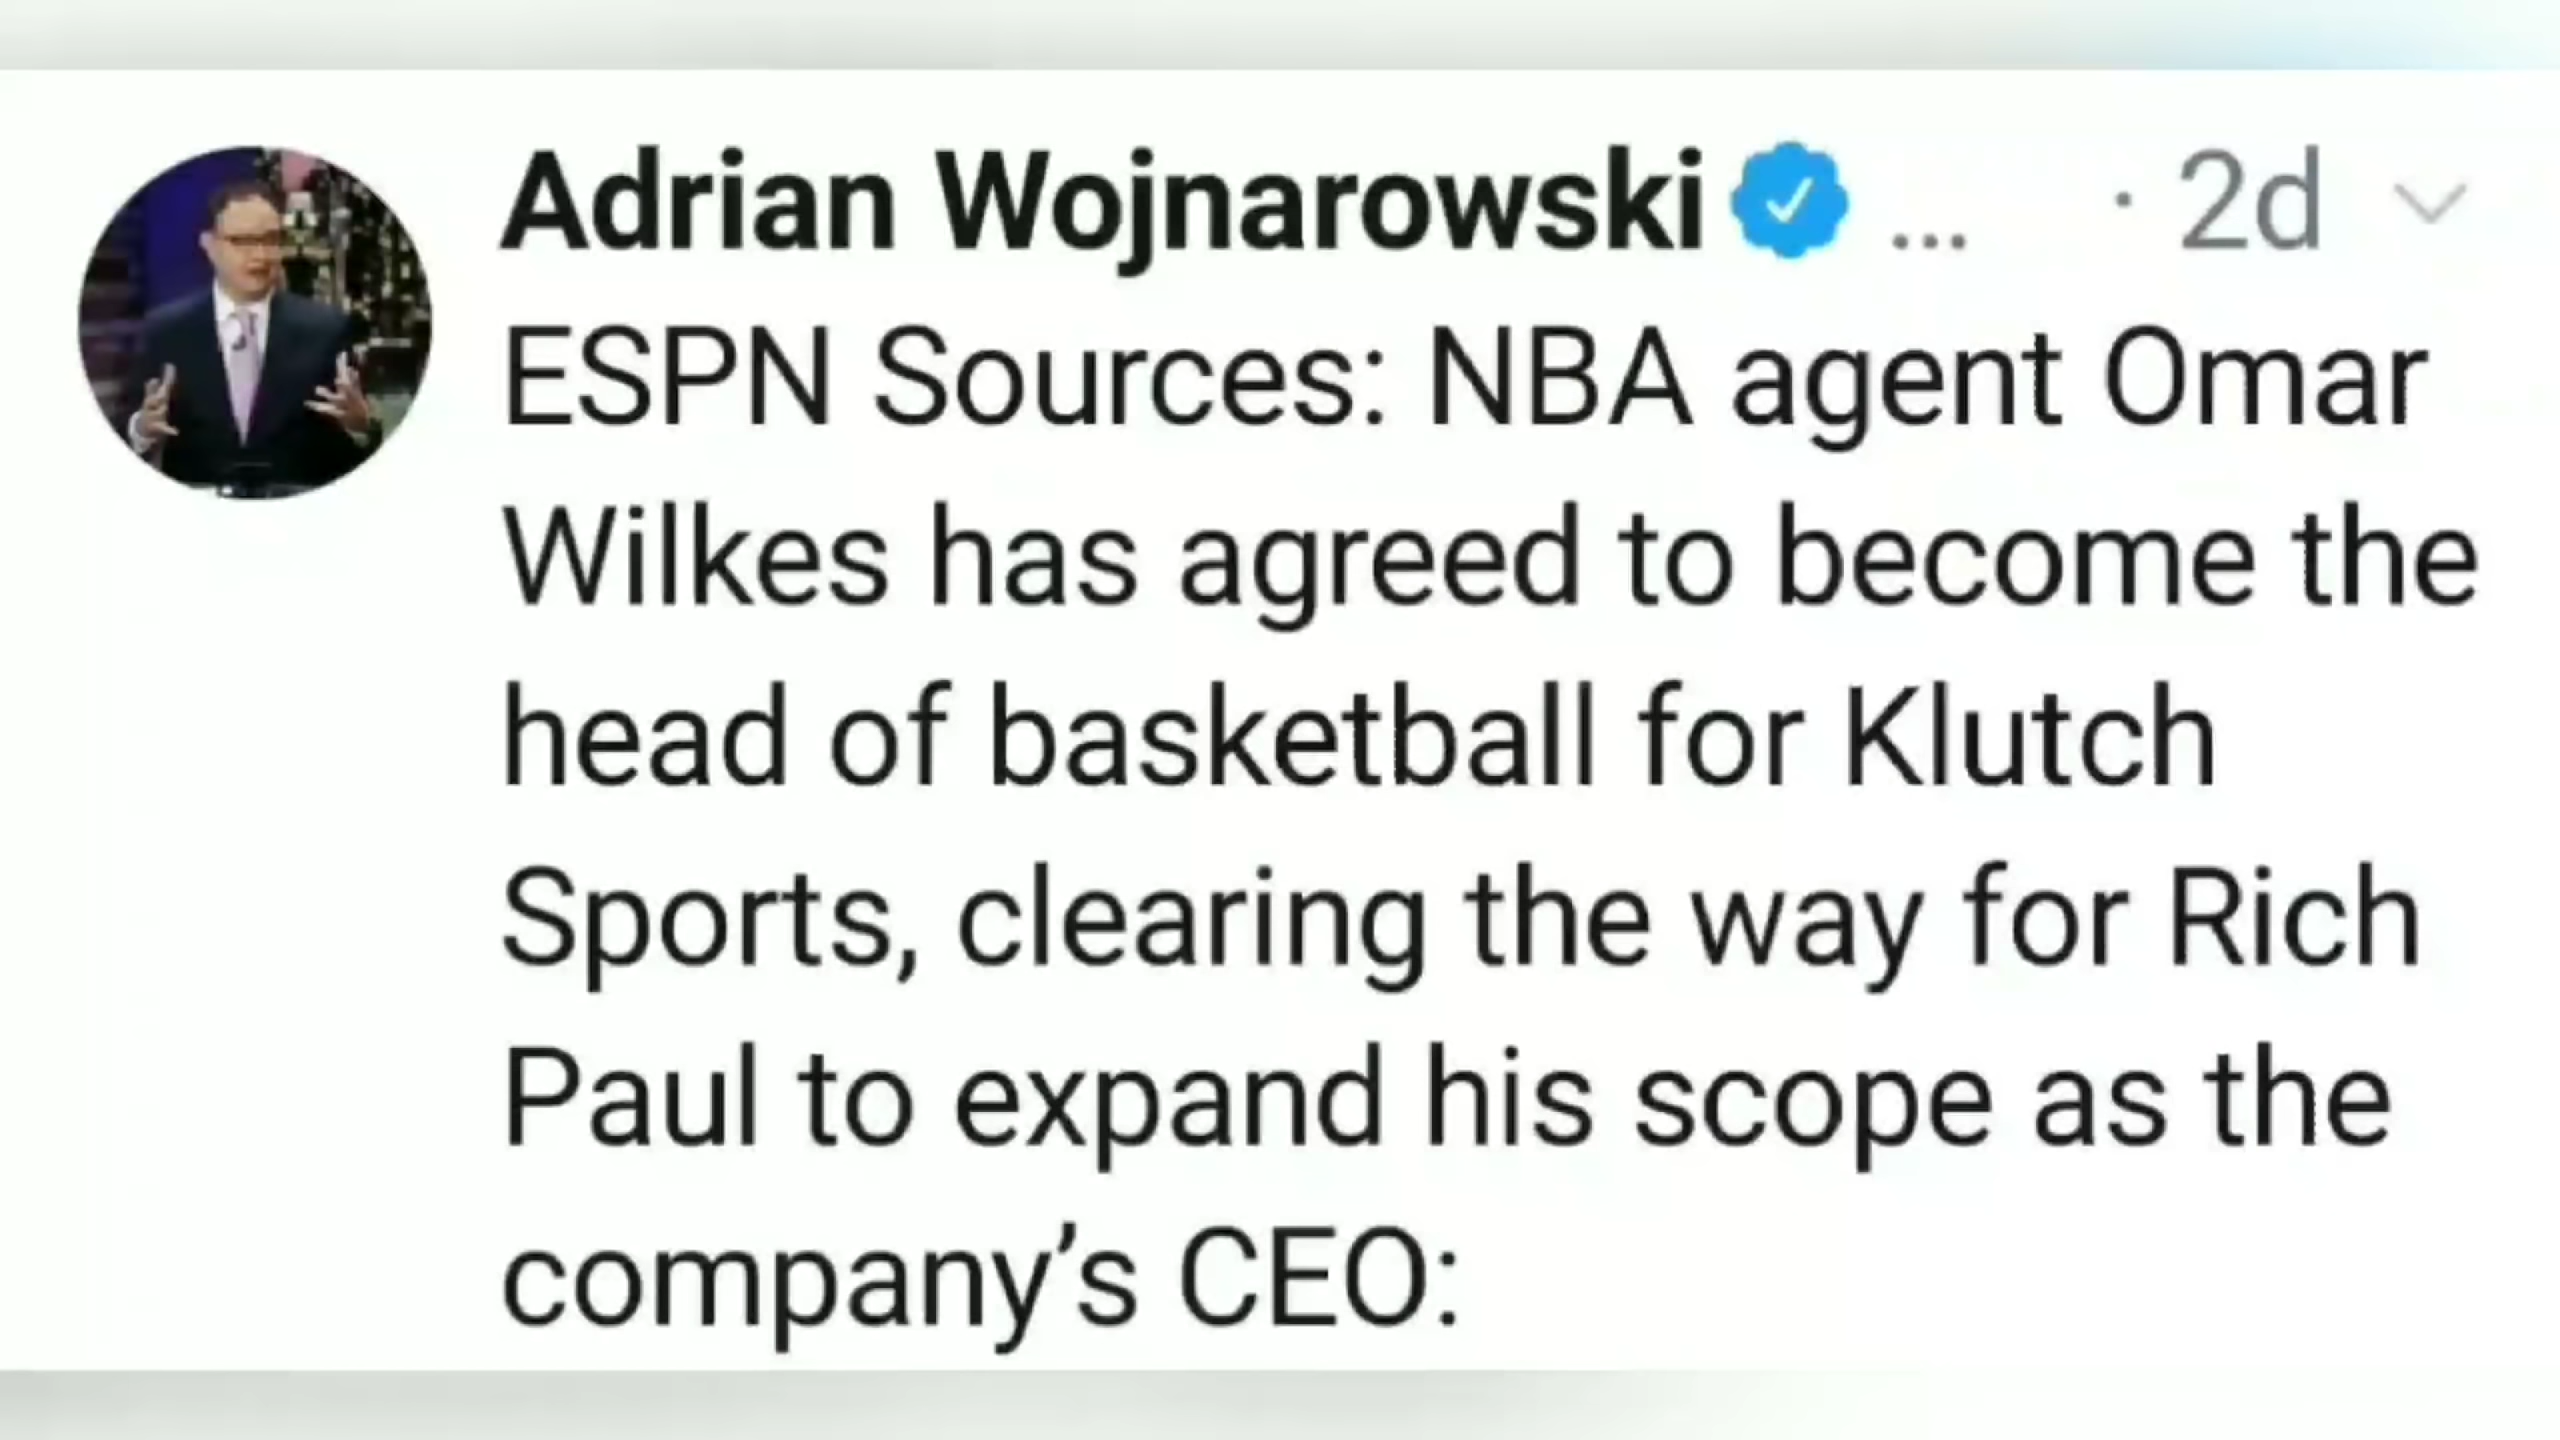 Adrian Wojnarowski ... · 2d
ESPN Sources: NBA agent Omar
Wilkes has agreed to become the
head of basketball for Klutch
Sports, clearing the way for Rich
Paul to expand his scope as the
company’s CEO: